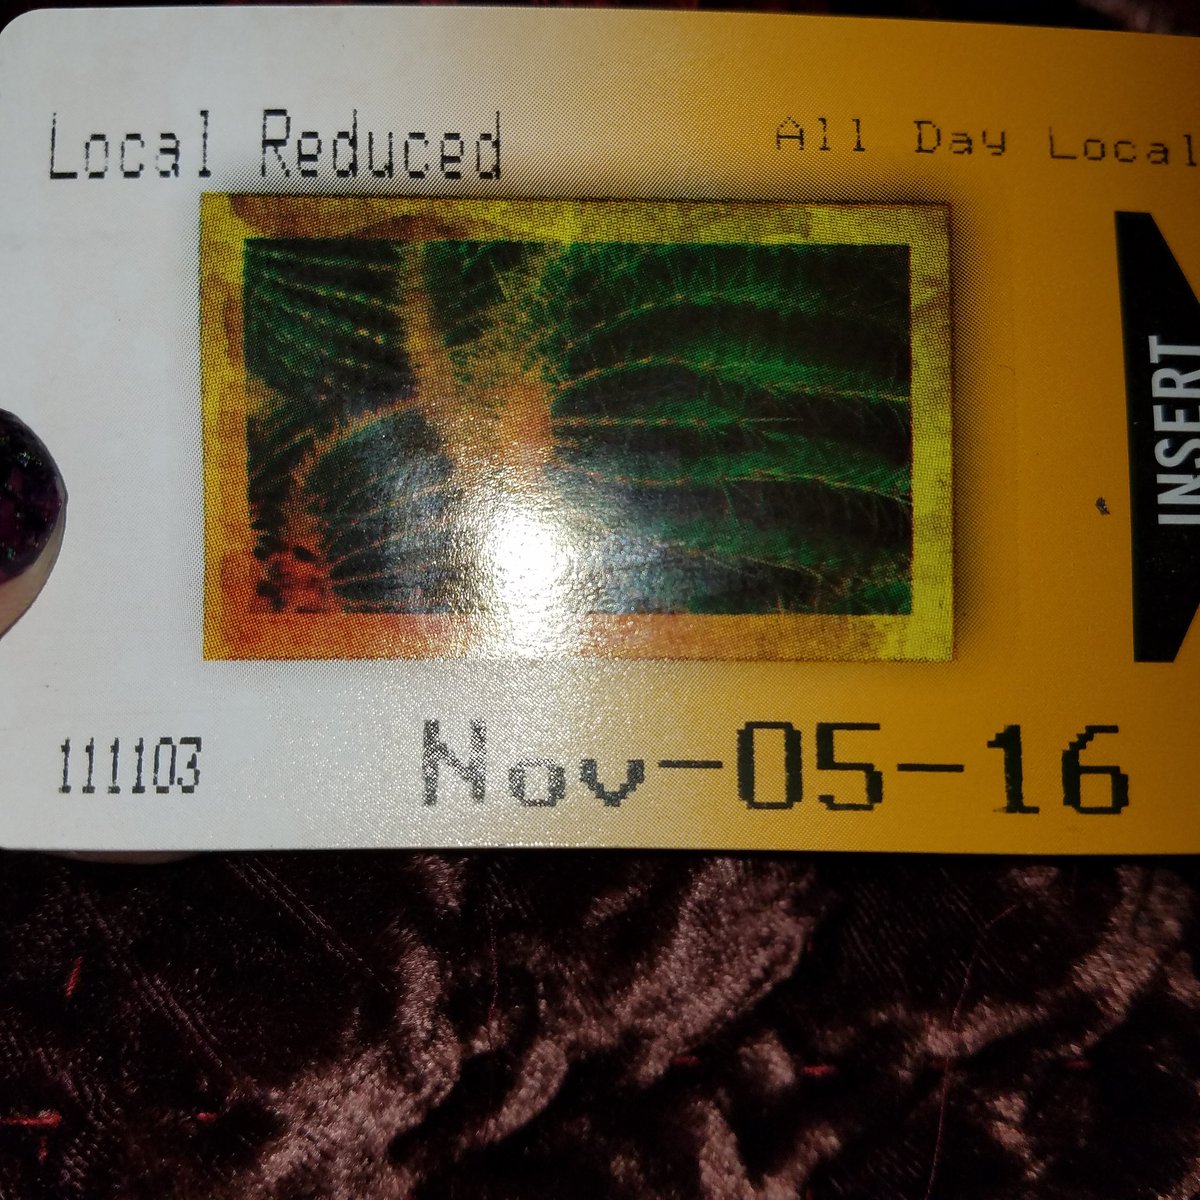 Local Reduced
All Day Local
INSERT
111103
Nov-05-16